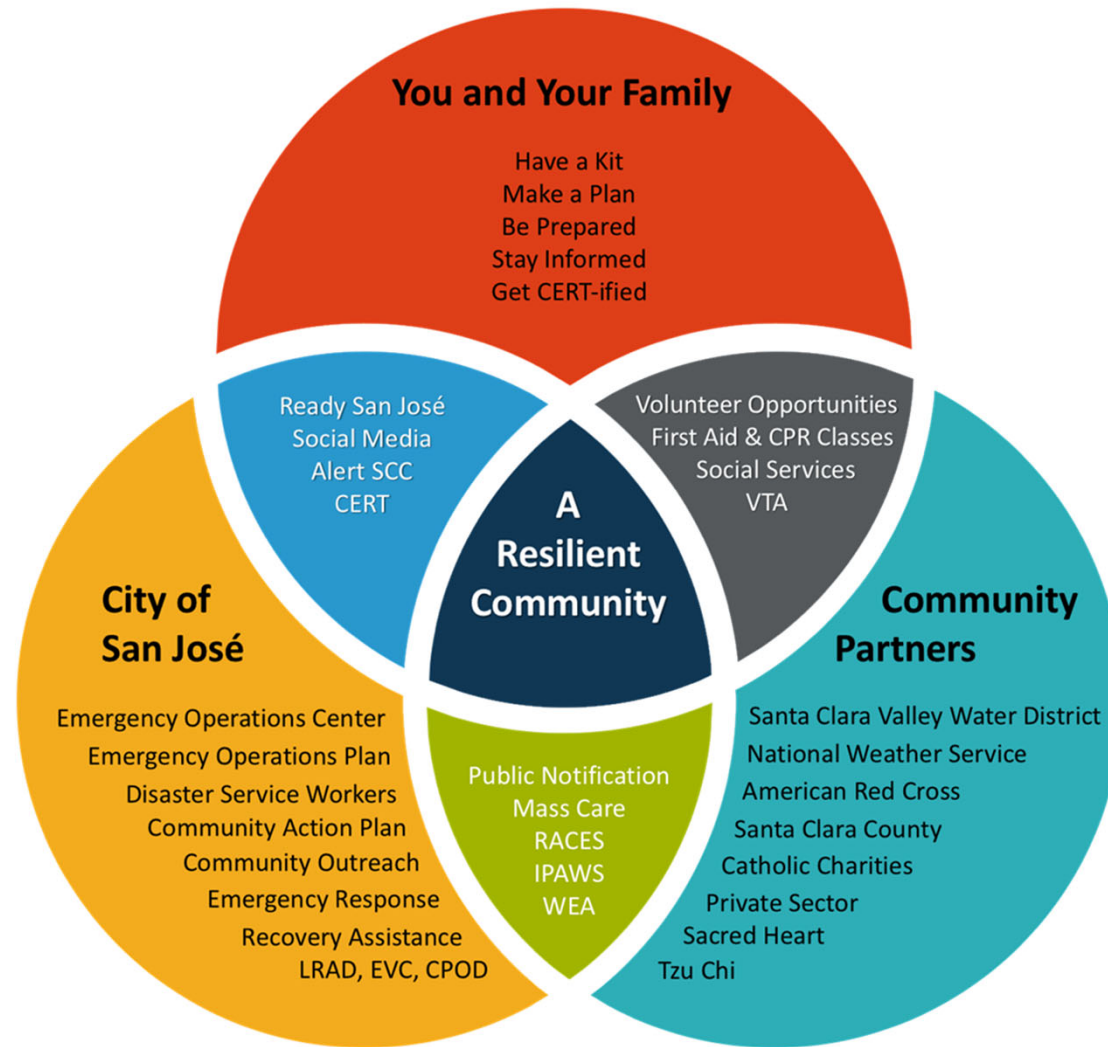 You and Your Family
Have a Kit
Make a Plan
Be Prepared
Stay Informed
Get CERT-ified
Ready San José
Social Media
Alert SCC
CERT
Volunteer Opportunities
First Aid & CPR Classes
Social Services
VTA
A
Resilient
Community
City of
San José
Emergency Operations Center
Emergency Operations Plan
Disaster Service Workers
Community Action Plan
Community Outreach
Emergency Response
Recovery Assistance
LRAD, EVC, CPOD
Public Notification
Mass Care
RACES
IPAWS
WEA
Community
Partners
Santa Clara Valley Water District
National Weather Service
American Red Cross
Santa Clara County
Catholic Charities
Private Sector
Sacred Heart
Tzu Chi